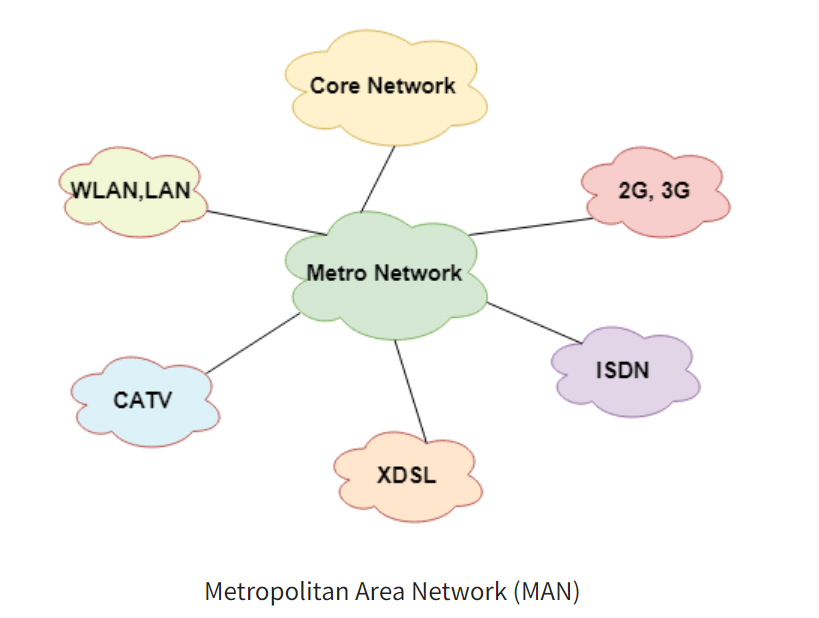 Core Network
WLAN,LAN
2G, 3G
Metro Network
ISDN
CATV
XDSL
Metropolitan Area Network (MAN)